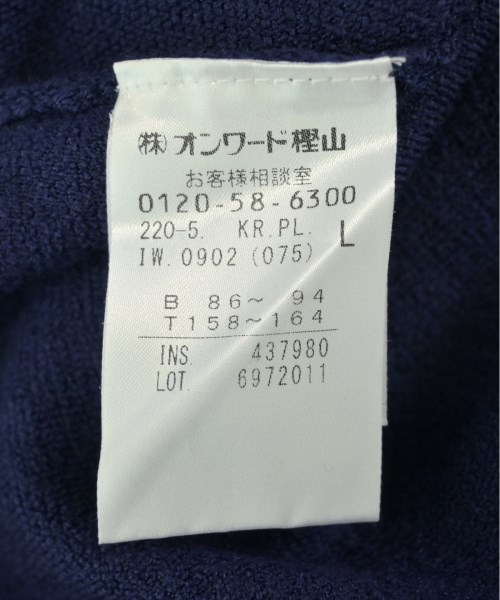 ㈱オンワード樫山
お客様相談室
0120-58-6300
220-5. KR.PL. L
IW.0902(075)
B 86～ 94
T158～164
INS. 437980
LOT. 6972011